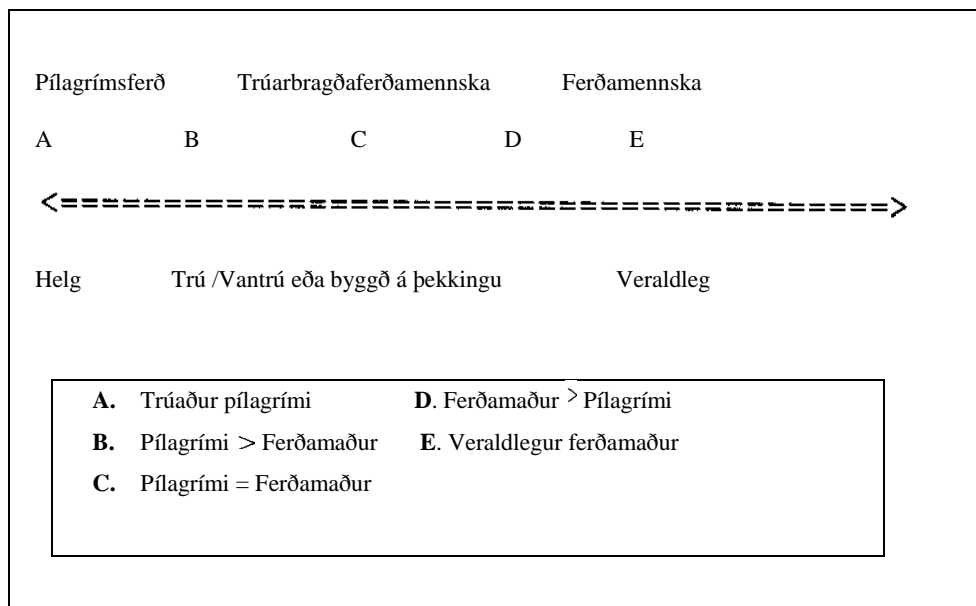 Pílagrímsferð Trúarbragðaferðamennska Ferðamennska
A B C D E
Helg Trú /Vantrú eða byggð á þekkingu Veraldleg
A. Trúaður pílagrími D. Ferðamaður > Pílagrími
B. Pílagrími > Ferðamaður E. Veraldlegur ferðamaður
C. Pílagrími = Ferðamaður